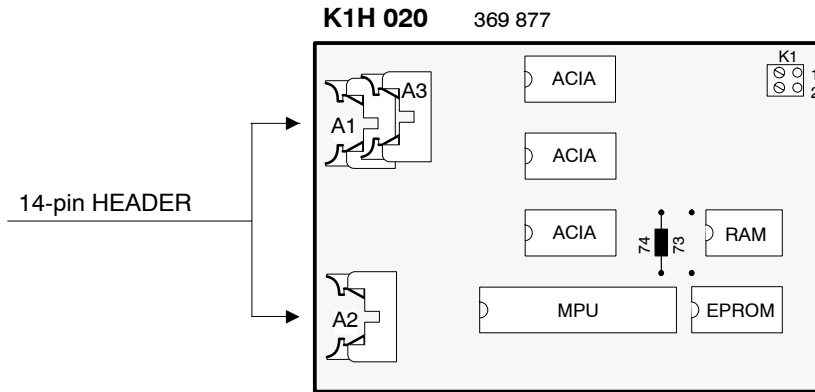 K1H 020 369 877
K1
1
2
ACIA
A3
A1
ACIA
14-pin HEADER
ACIA
74
73
RAM
A2
MPU
EPROM